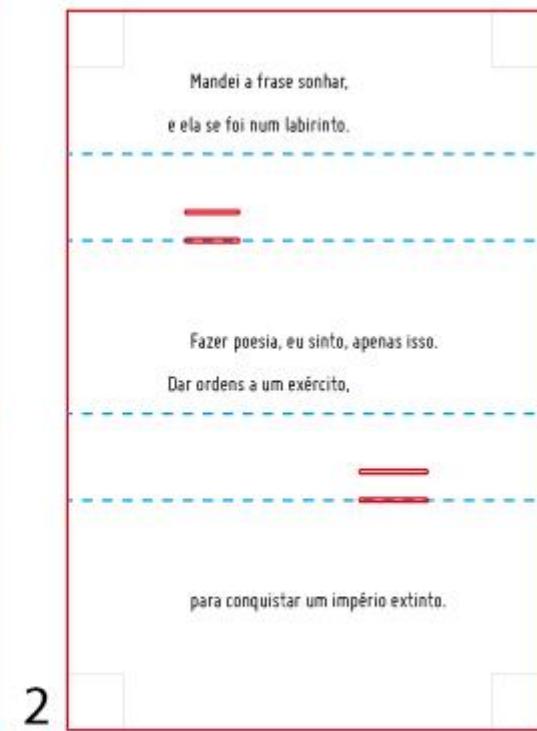 Mandei a frase sonhar,
e ela se foi num labirinto.
Fazer poesia, eu sinto, apenas isso.
Dar ordens a um exército,
para conquistar um império extinto.
2